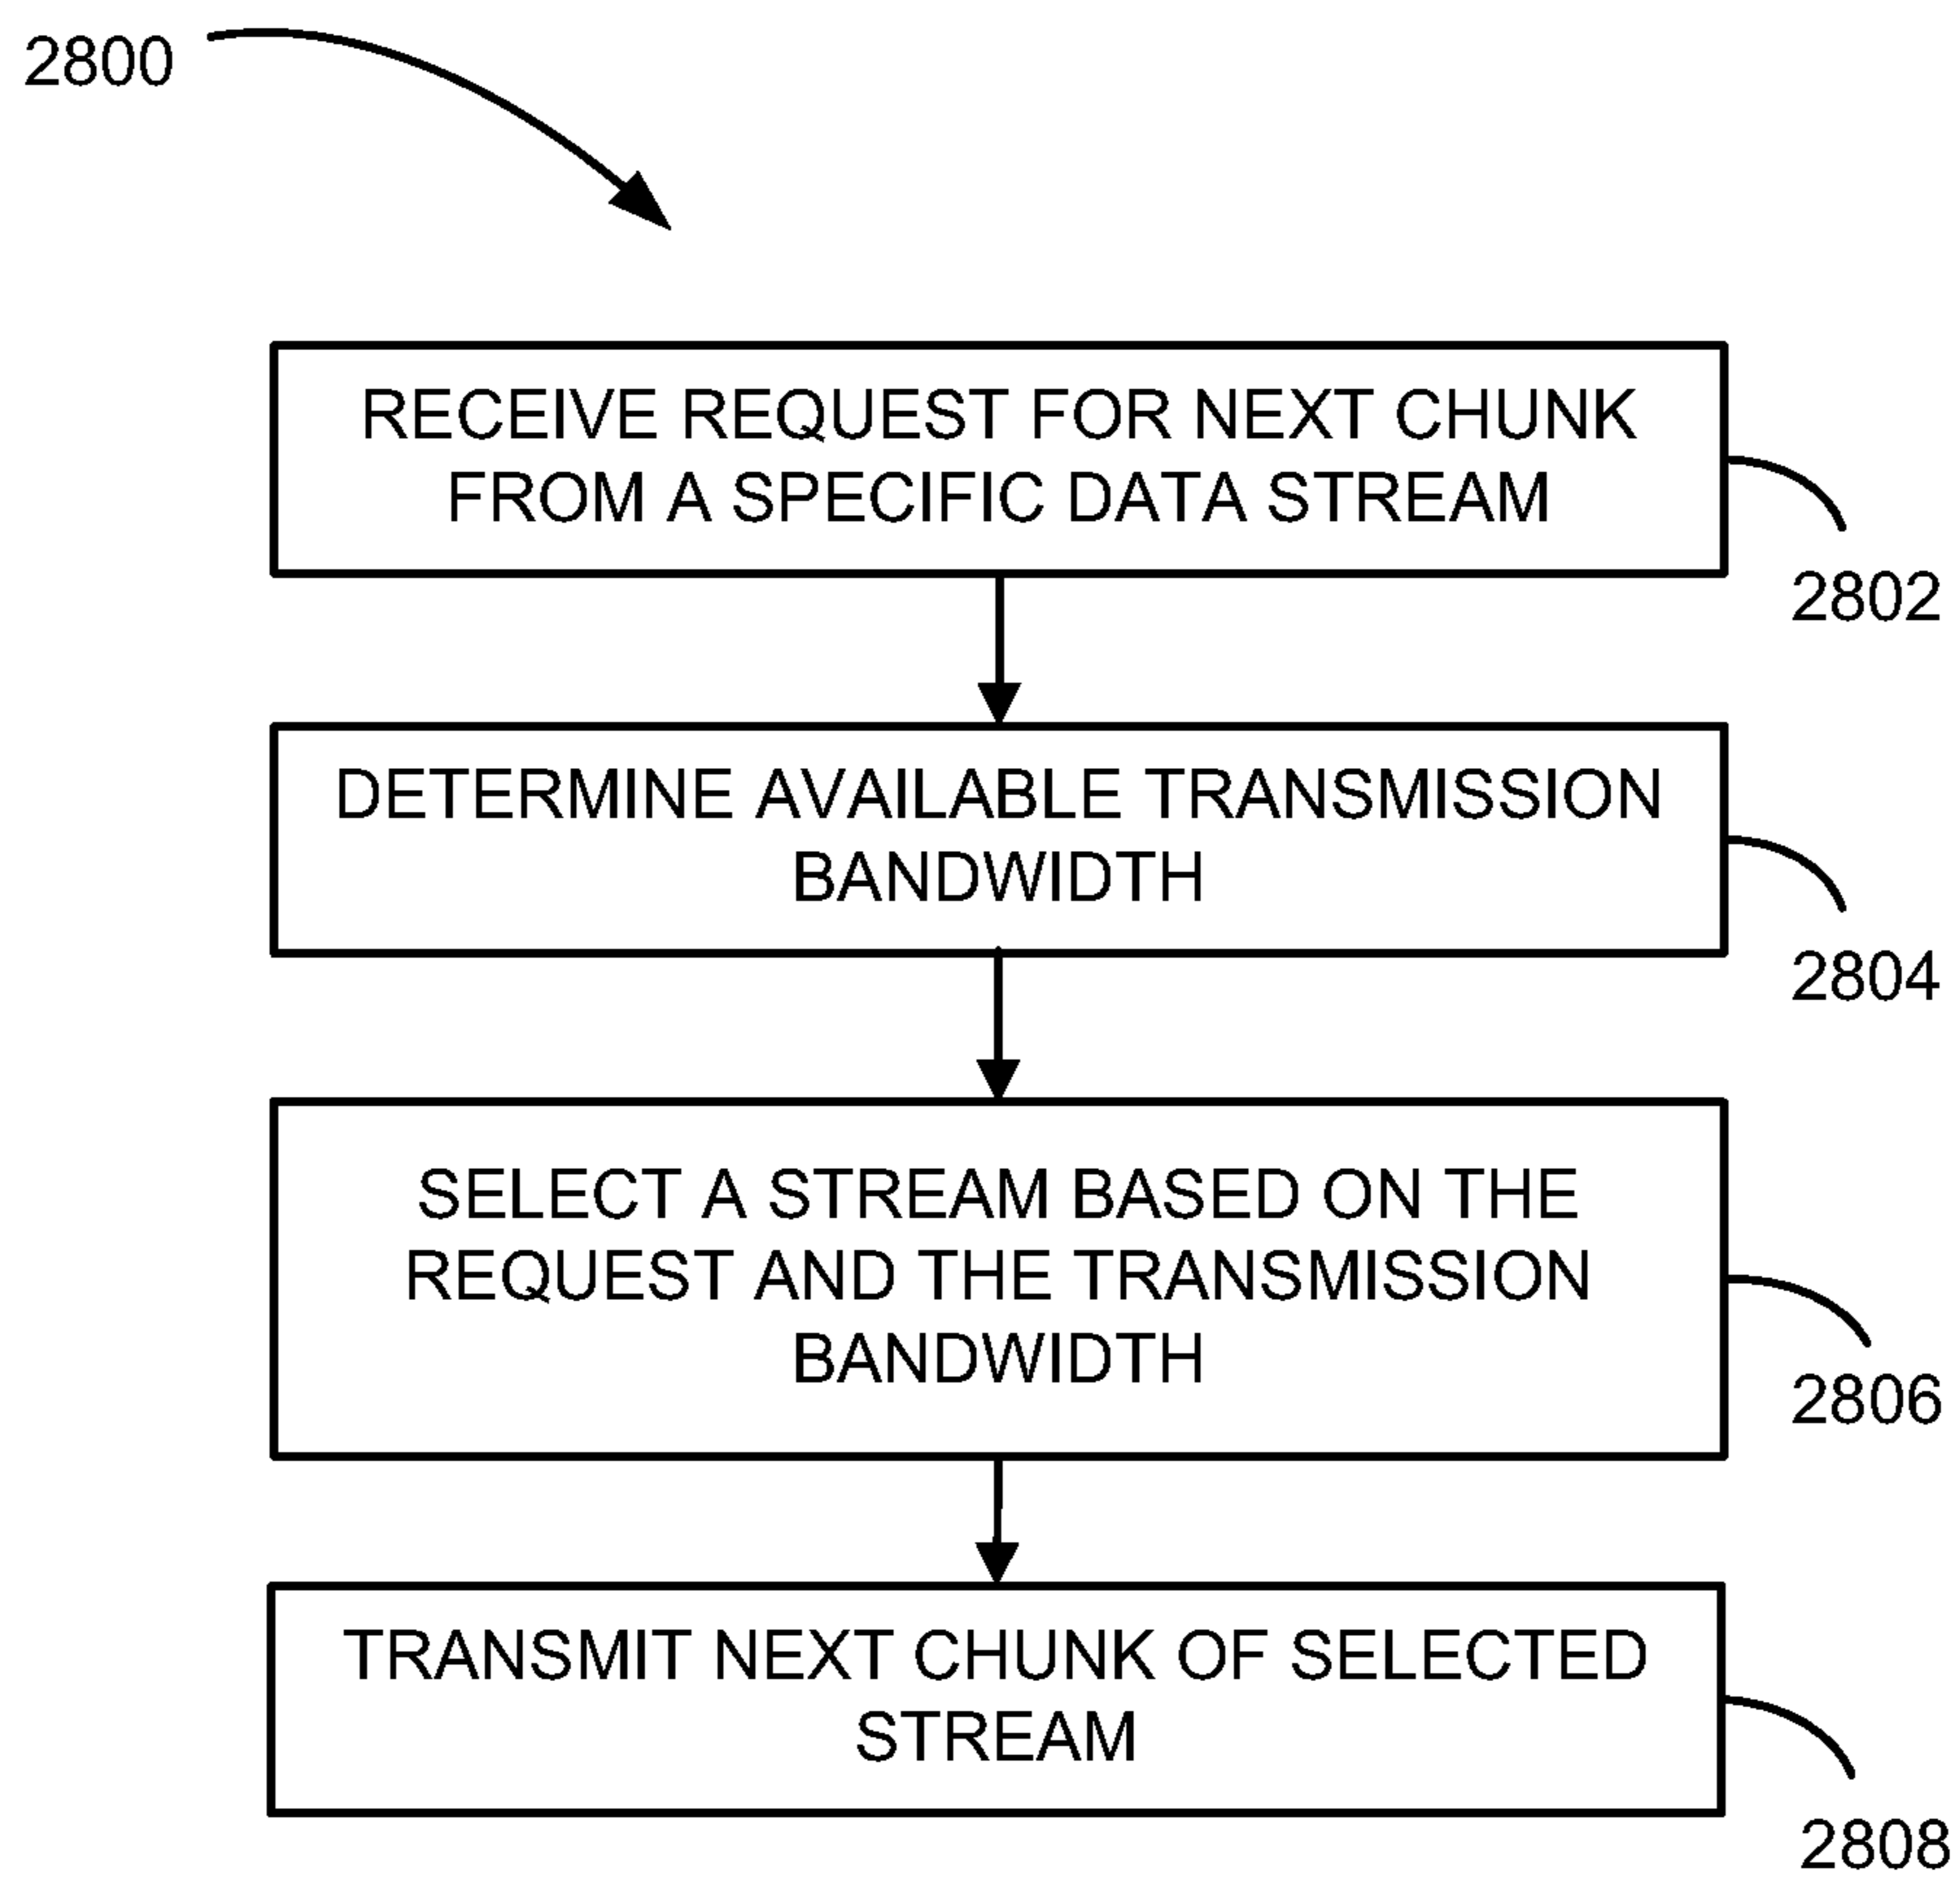 2800
RECEIVE REQUEST FOR NEXT CHUNK
FROM A SPECIFIC DATA STREAM
2802
DETERMINE AVAILABLE TRANSMISSION
BANDWIDTH
2804
SELECT A STREAM BASED ON THE
REQUEST AND THE TRANSMISSION
BANDWIDTH
2806
TRANSMIT NEXT CHUNK OF SELECTED
STREAM
2808